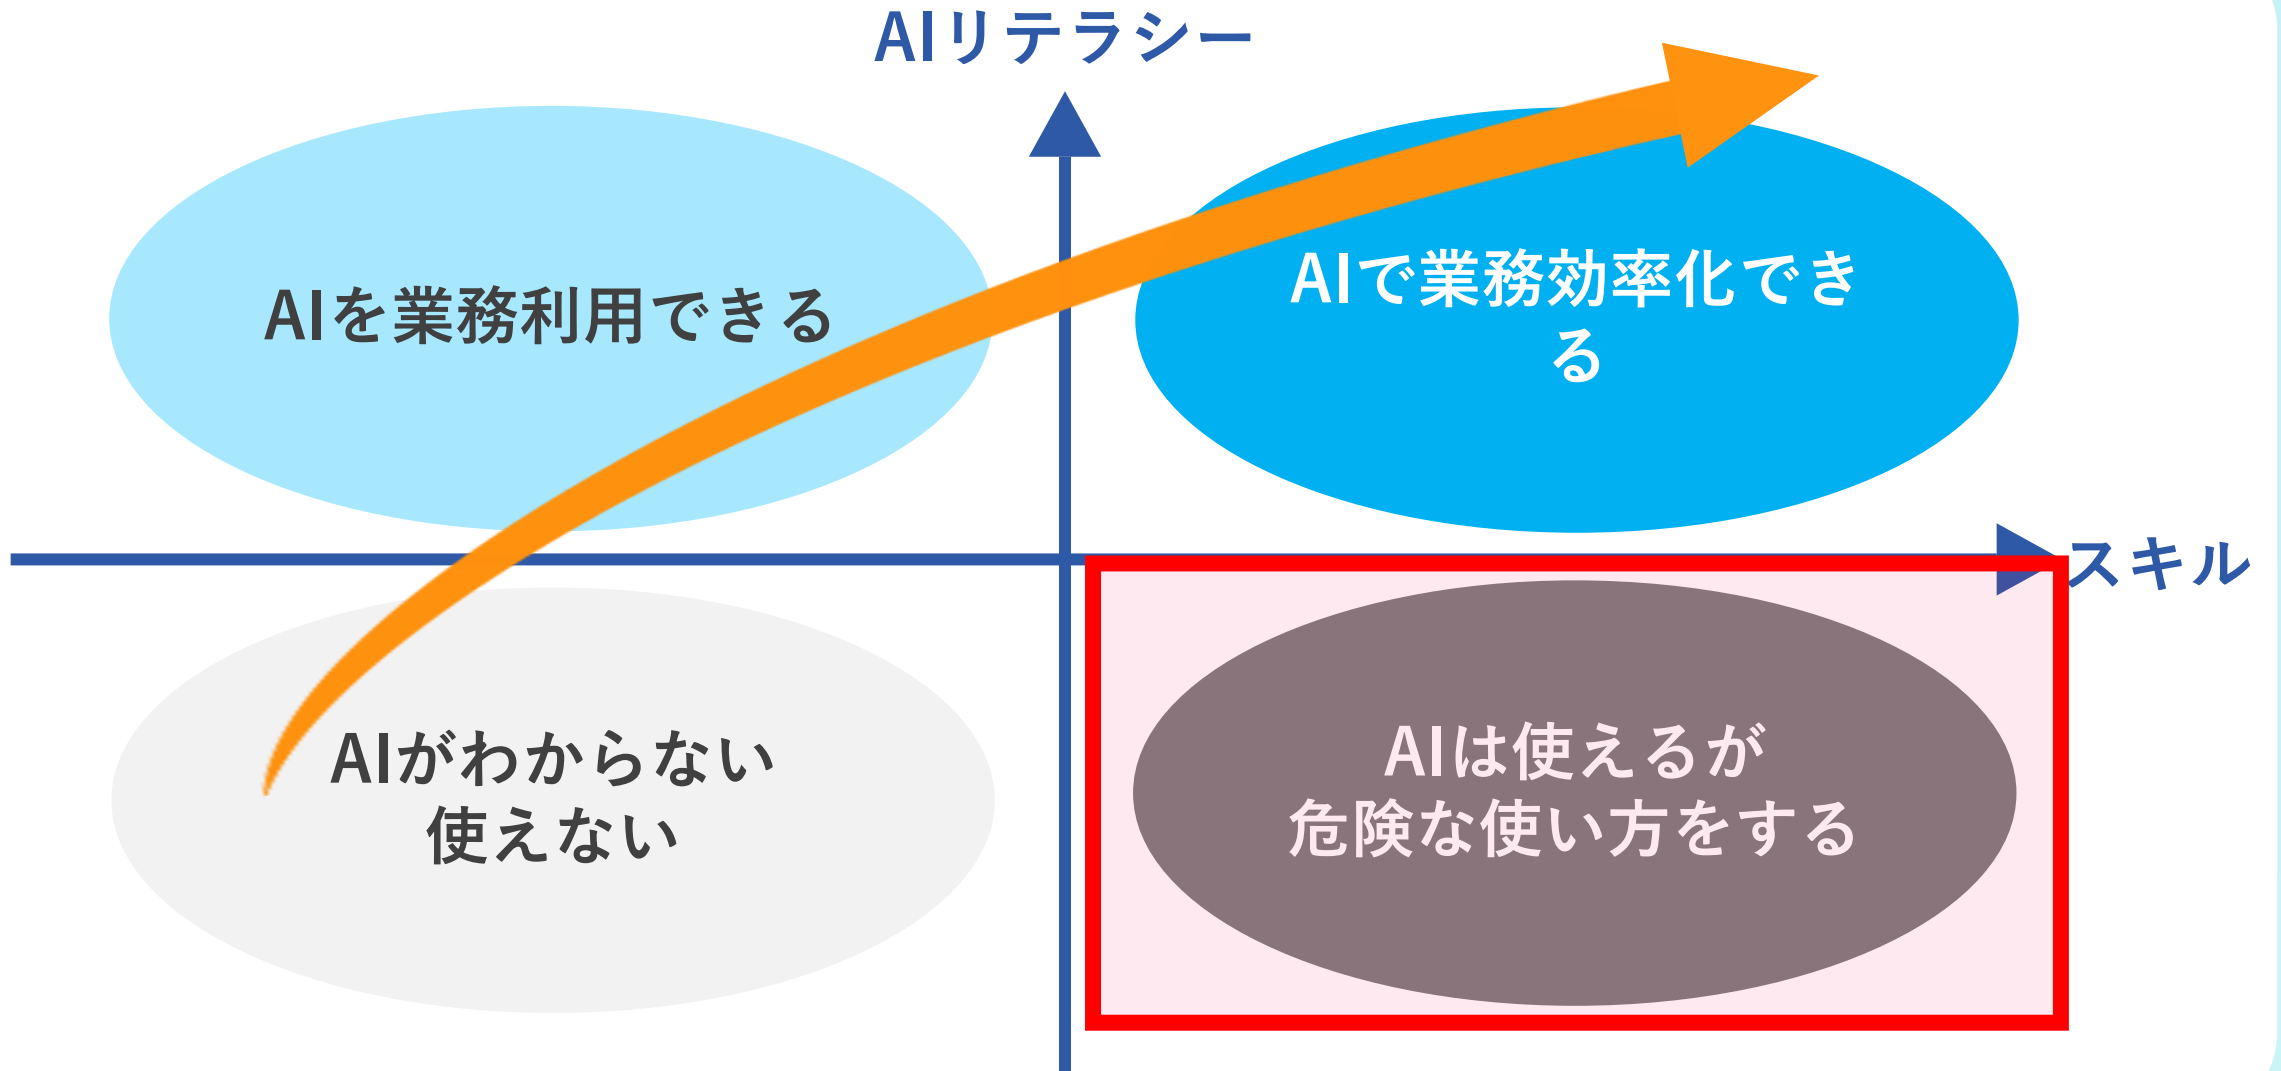 AIリテラシー
AIを業務利用できる
AIで業務効率化でき
る
スキル
AIがわからない
使えない
AIは使えるが
危険な使い方をする